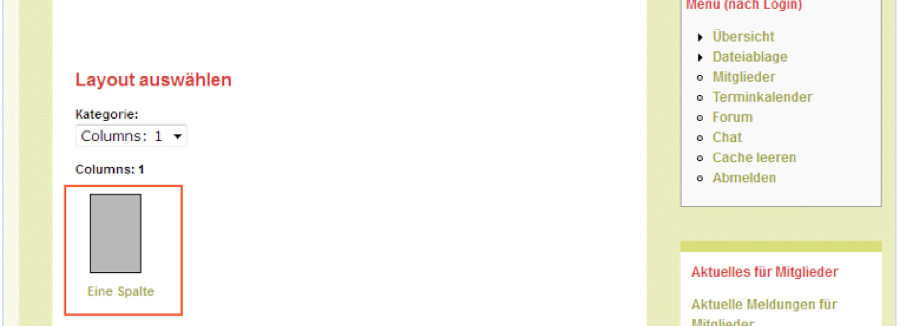 Layout auswählen
Kategorie:
Columns: 1
Columns: 1
Eine Spalte
Menü (nach Login)
Übersicht
Dateiablage
Mitglieder
Terminkalender
Forum
Chat
Cache leeren
Abmelden
Aktuelles für Mitglieder
Aktuelle Meldungen für
Mitglieder